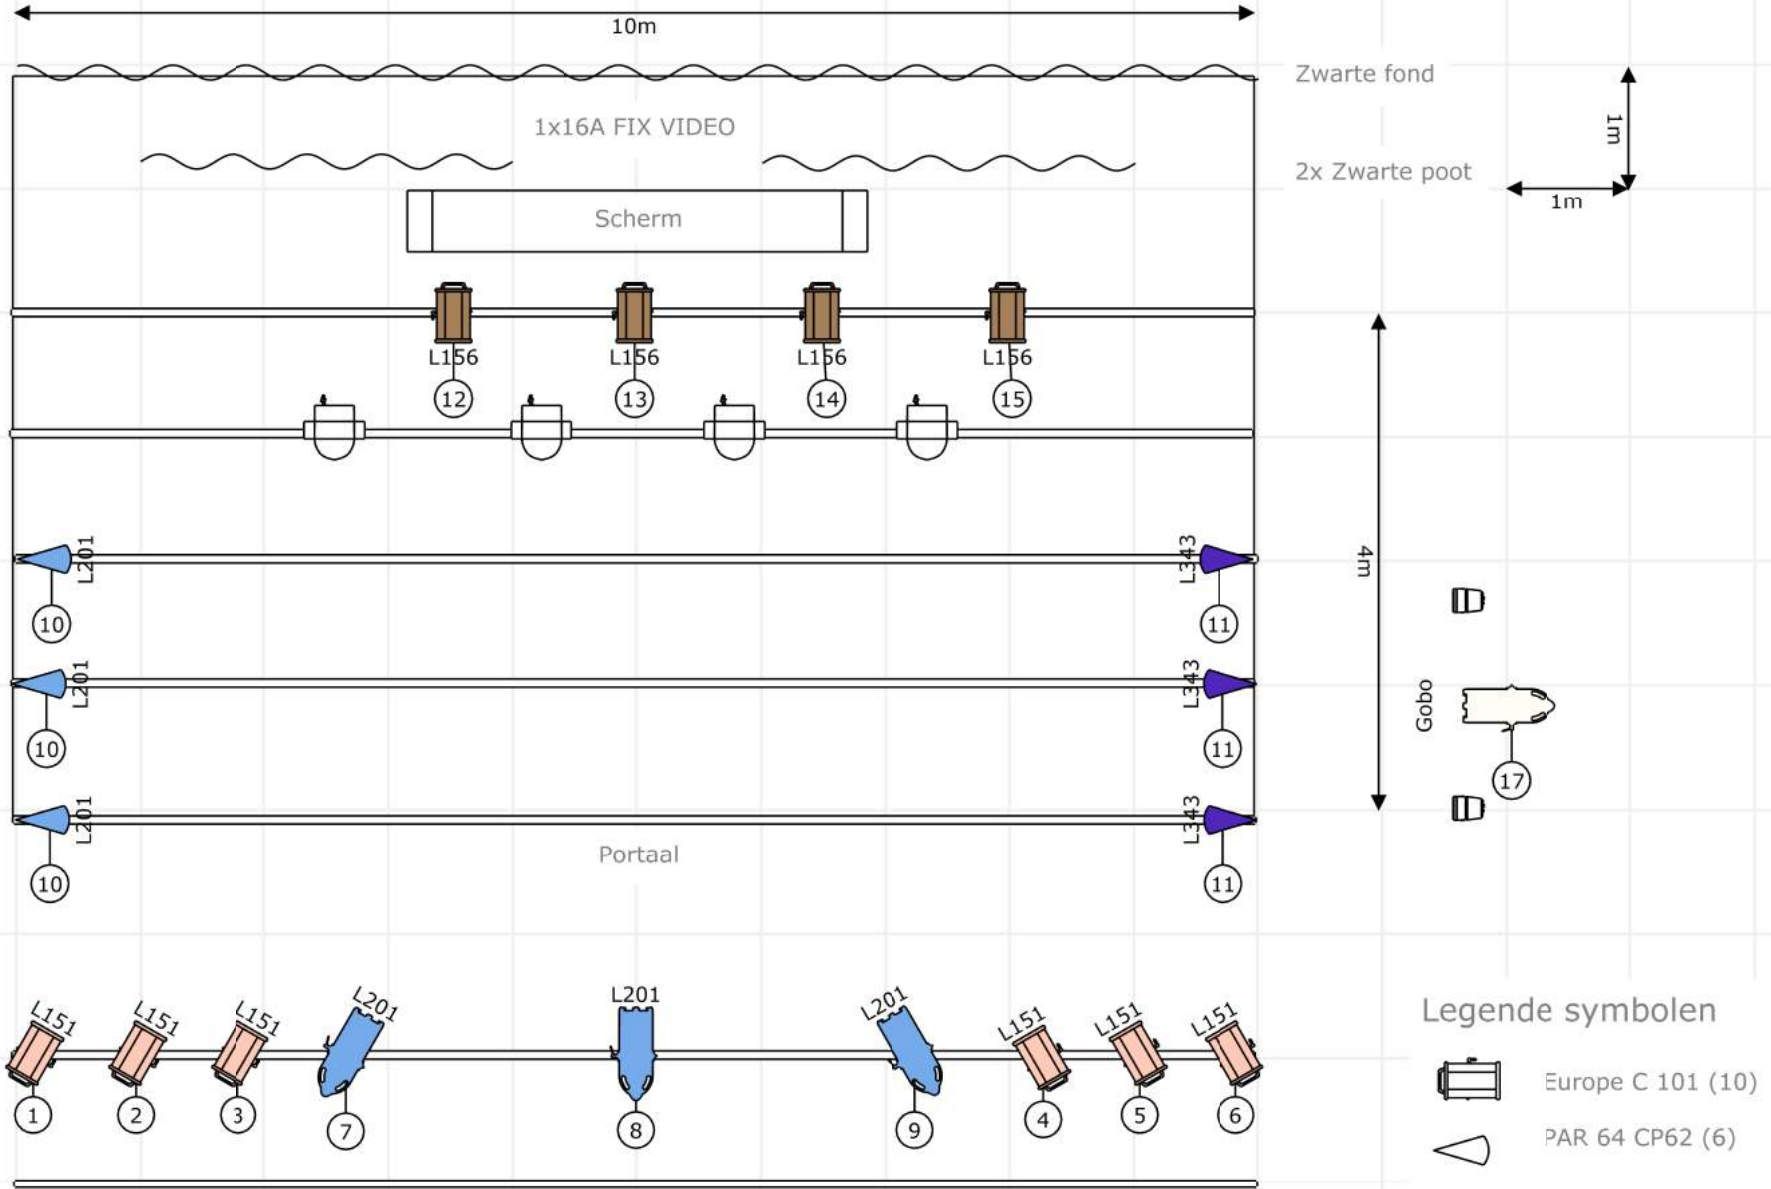 10m
Zwarte fond
1x16A FIX VIDEO
1m
2x Zwarte poot
1m
Scherm
L156 L156 L156 L156
12 13 14 15
L201 L343
4m
10 11
L201 L343
Gobo
10 11
17
L201 L343
Portaal
10 11
L151 L151 L151 L201 L201 L201 L151 L151 L151
1 2 3 7 8 9 4 5 6
Legende symbolen
Europe C 101 (10)
PAR 64 CP62 (6)